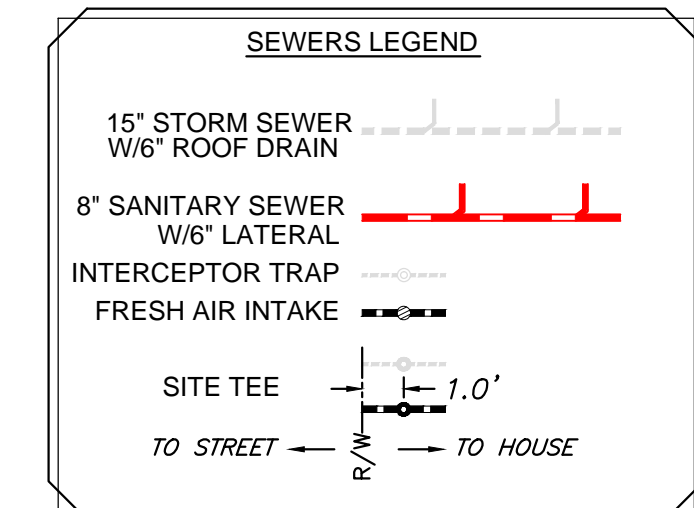 SEWERS LEGEND
15" STORM SEWER
W/6" ROOF DRAIN
8" SANITARY SEWER
W/6" LATERAL
INTERCEPTOR TRAP
FRESH AIR INTAKE
SITE TEE
1.0'
TO STREET
R/W
TO HOUSE